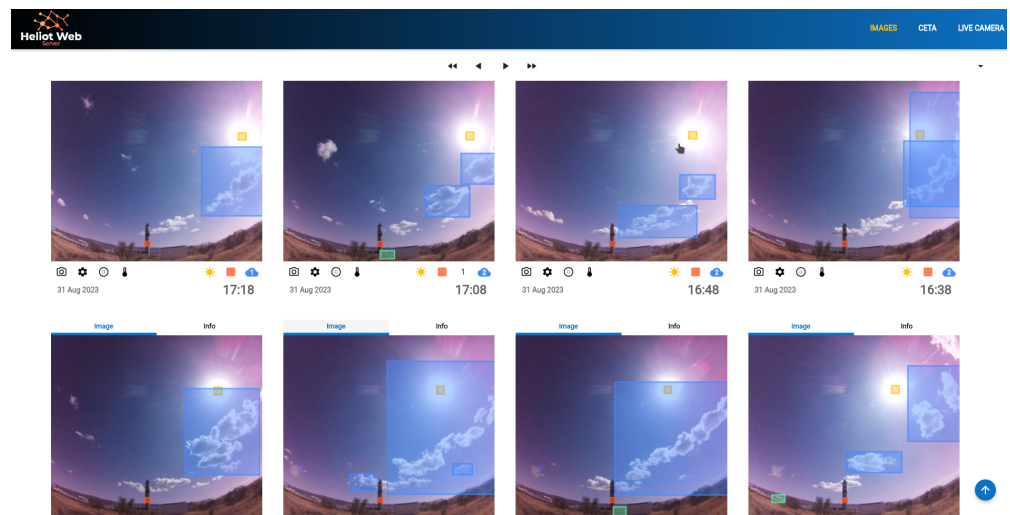 Heliot Web
Server
IMAGES CETA LIVE CAMERA
1 1 2 2 2
31 Aug 2023 17:18 31 Aug 2023 17:08 31 Aug 2023 16:48 31 Aug 2023 16:38
Image Info Image Info Image Info Image Info